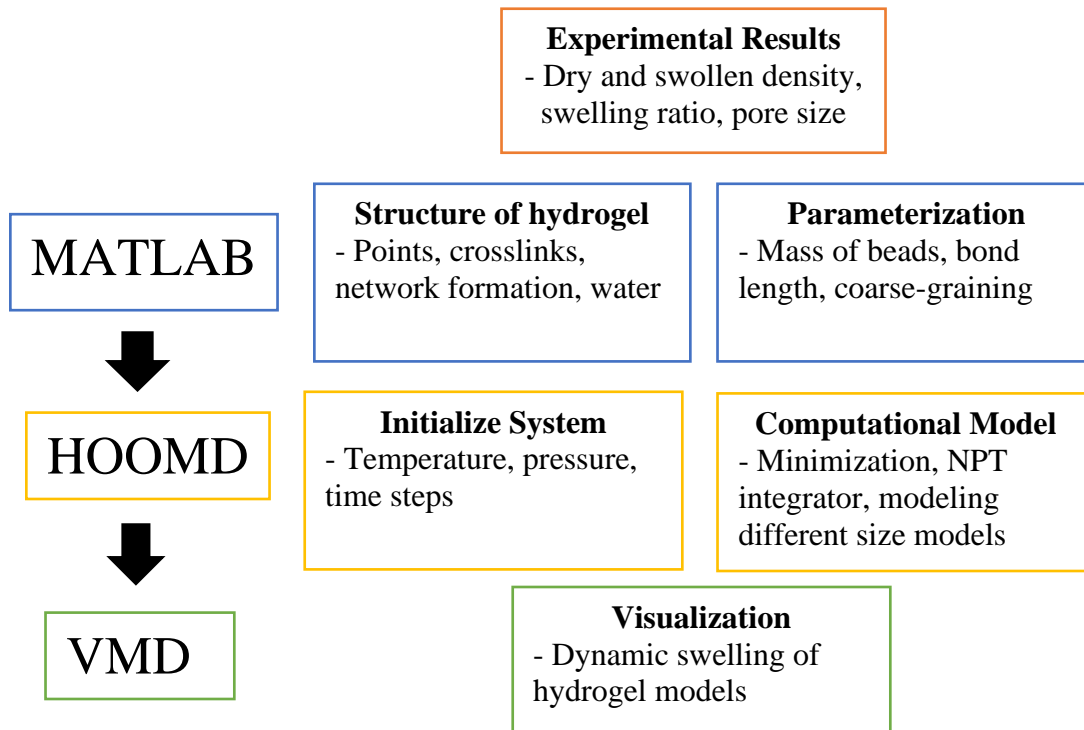 Experimental Results
- Dry and swollen density,
swelling ratio, pore size
MATLAB
Structure of hydrogel
- Points, crosslinks,
network formation, water
Parameterization
- Mass of beads, bond
length, coarse-graining
HOOMD
Initialize System
- Temperature, pressure,
time steps
Computational Model
- Minimization, NPT
integrator, modeling
different size models
VMD
Visualization
- Dynamic swelling of
hydrogel models